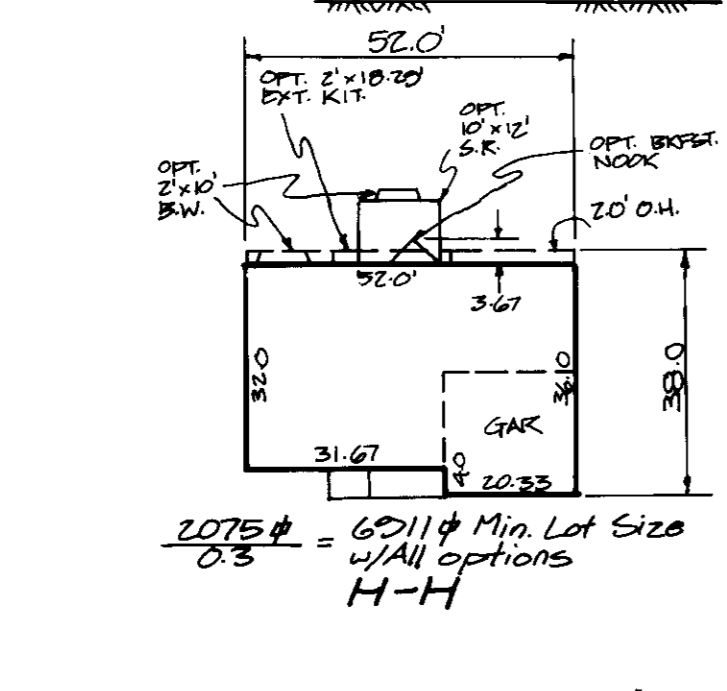 52.0'
OPT. 2'x18.28'
EXT. KIT.
OPT.
10'x12'
S.R.
OPT. BKFST.
NOOK
OPT.
2'x10'
B.W.
2.0' O.H.
52.0'
3.67
32.0
36.0
38.0
GAR
31.67
4.0
20.33
2075 ⌀ / 0.3 = 6911 ⌀ Min. Lot Size
w/All options
H-H